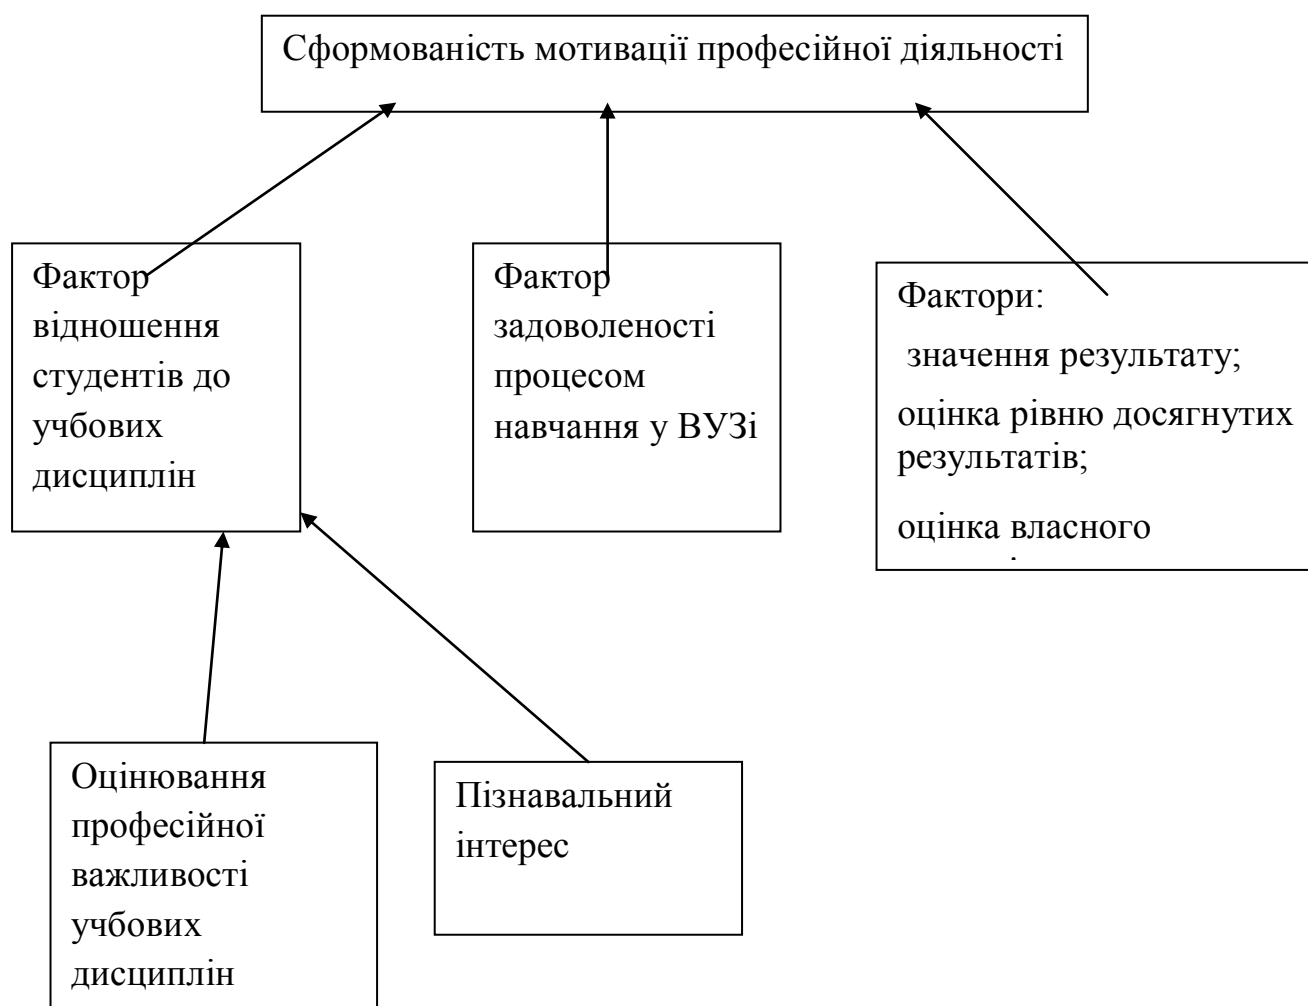 Сформованість мотивації професійної діяльності
Фактор
відношення
студентів до
учбових
дисциплін
Фактор
задоволеності
процесом
навчання у ВУЗі
Фактори:
значення результату;
оцінка рівню досягнутих
результатів;
оцінка власного
Оцінювання
професійної
важливості
учбових
дисциплін
Пізнавальний
інтерес